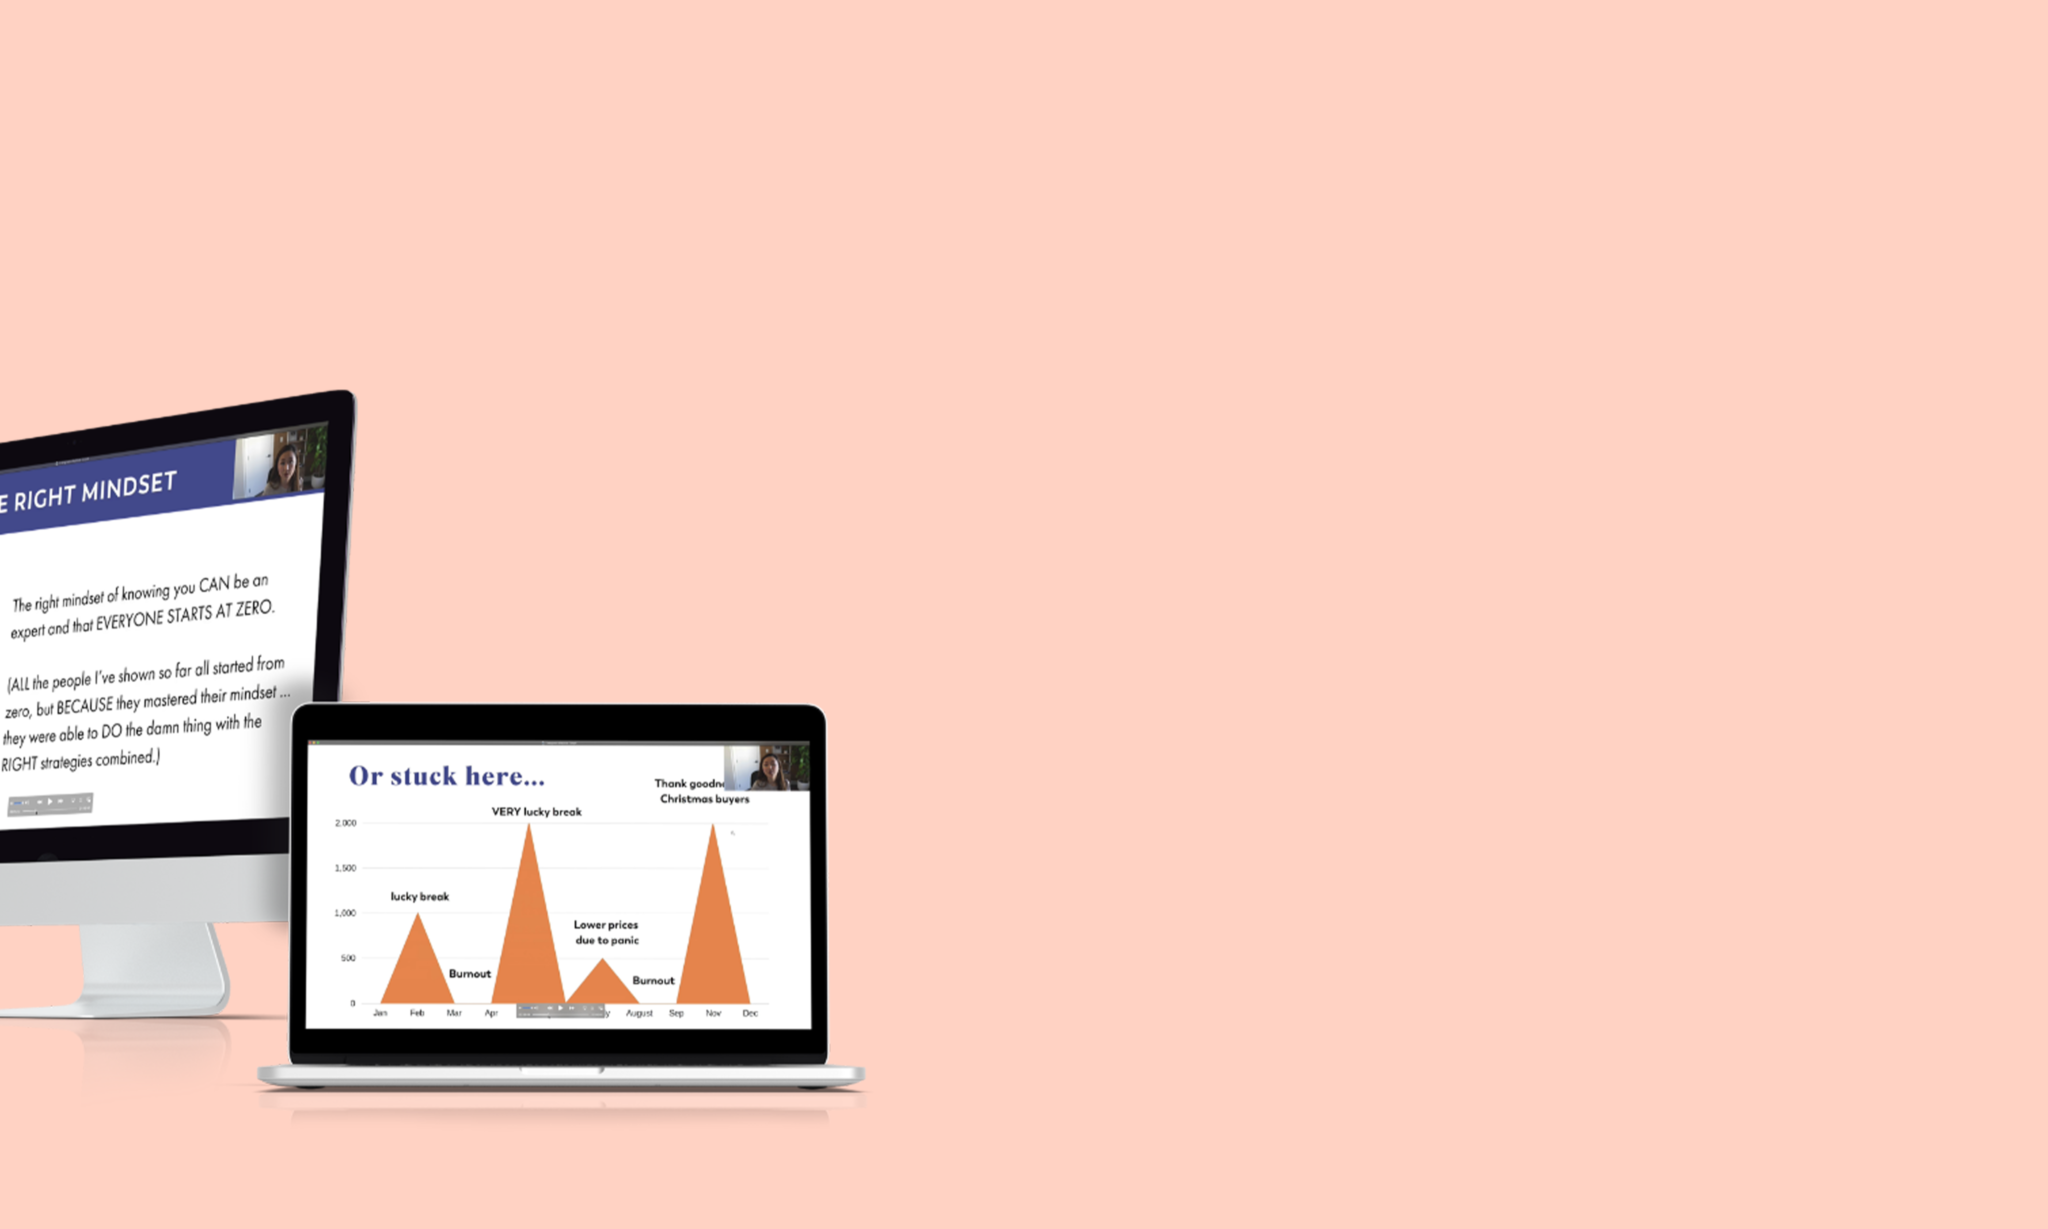 E RIGHT MINDSET
The right mindset of knowing you CAN be an
expert and that EVERYONE STARTS AT ZERO.
(ALL the people I've shown so far all started from
zero, but BECAUSE they mastered their mindset ...
they were able to DO the damn thing with the
RIGHT strategies combined.)
Or stuck here...
Thank goodne
Christmas buyers
VERY lucky break
2,000
1,500
lucky break
1,000
Lower prices
due to panic
500
Burnout
Burnout
0
Jan Feb Mar Apr y August Sep Nov Dec